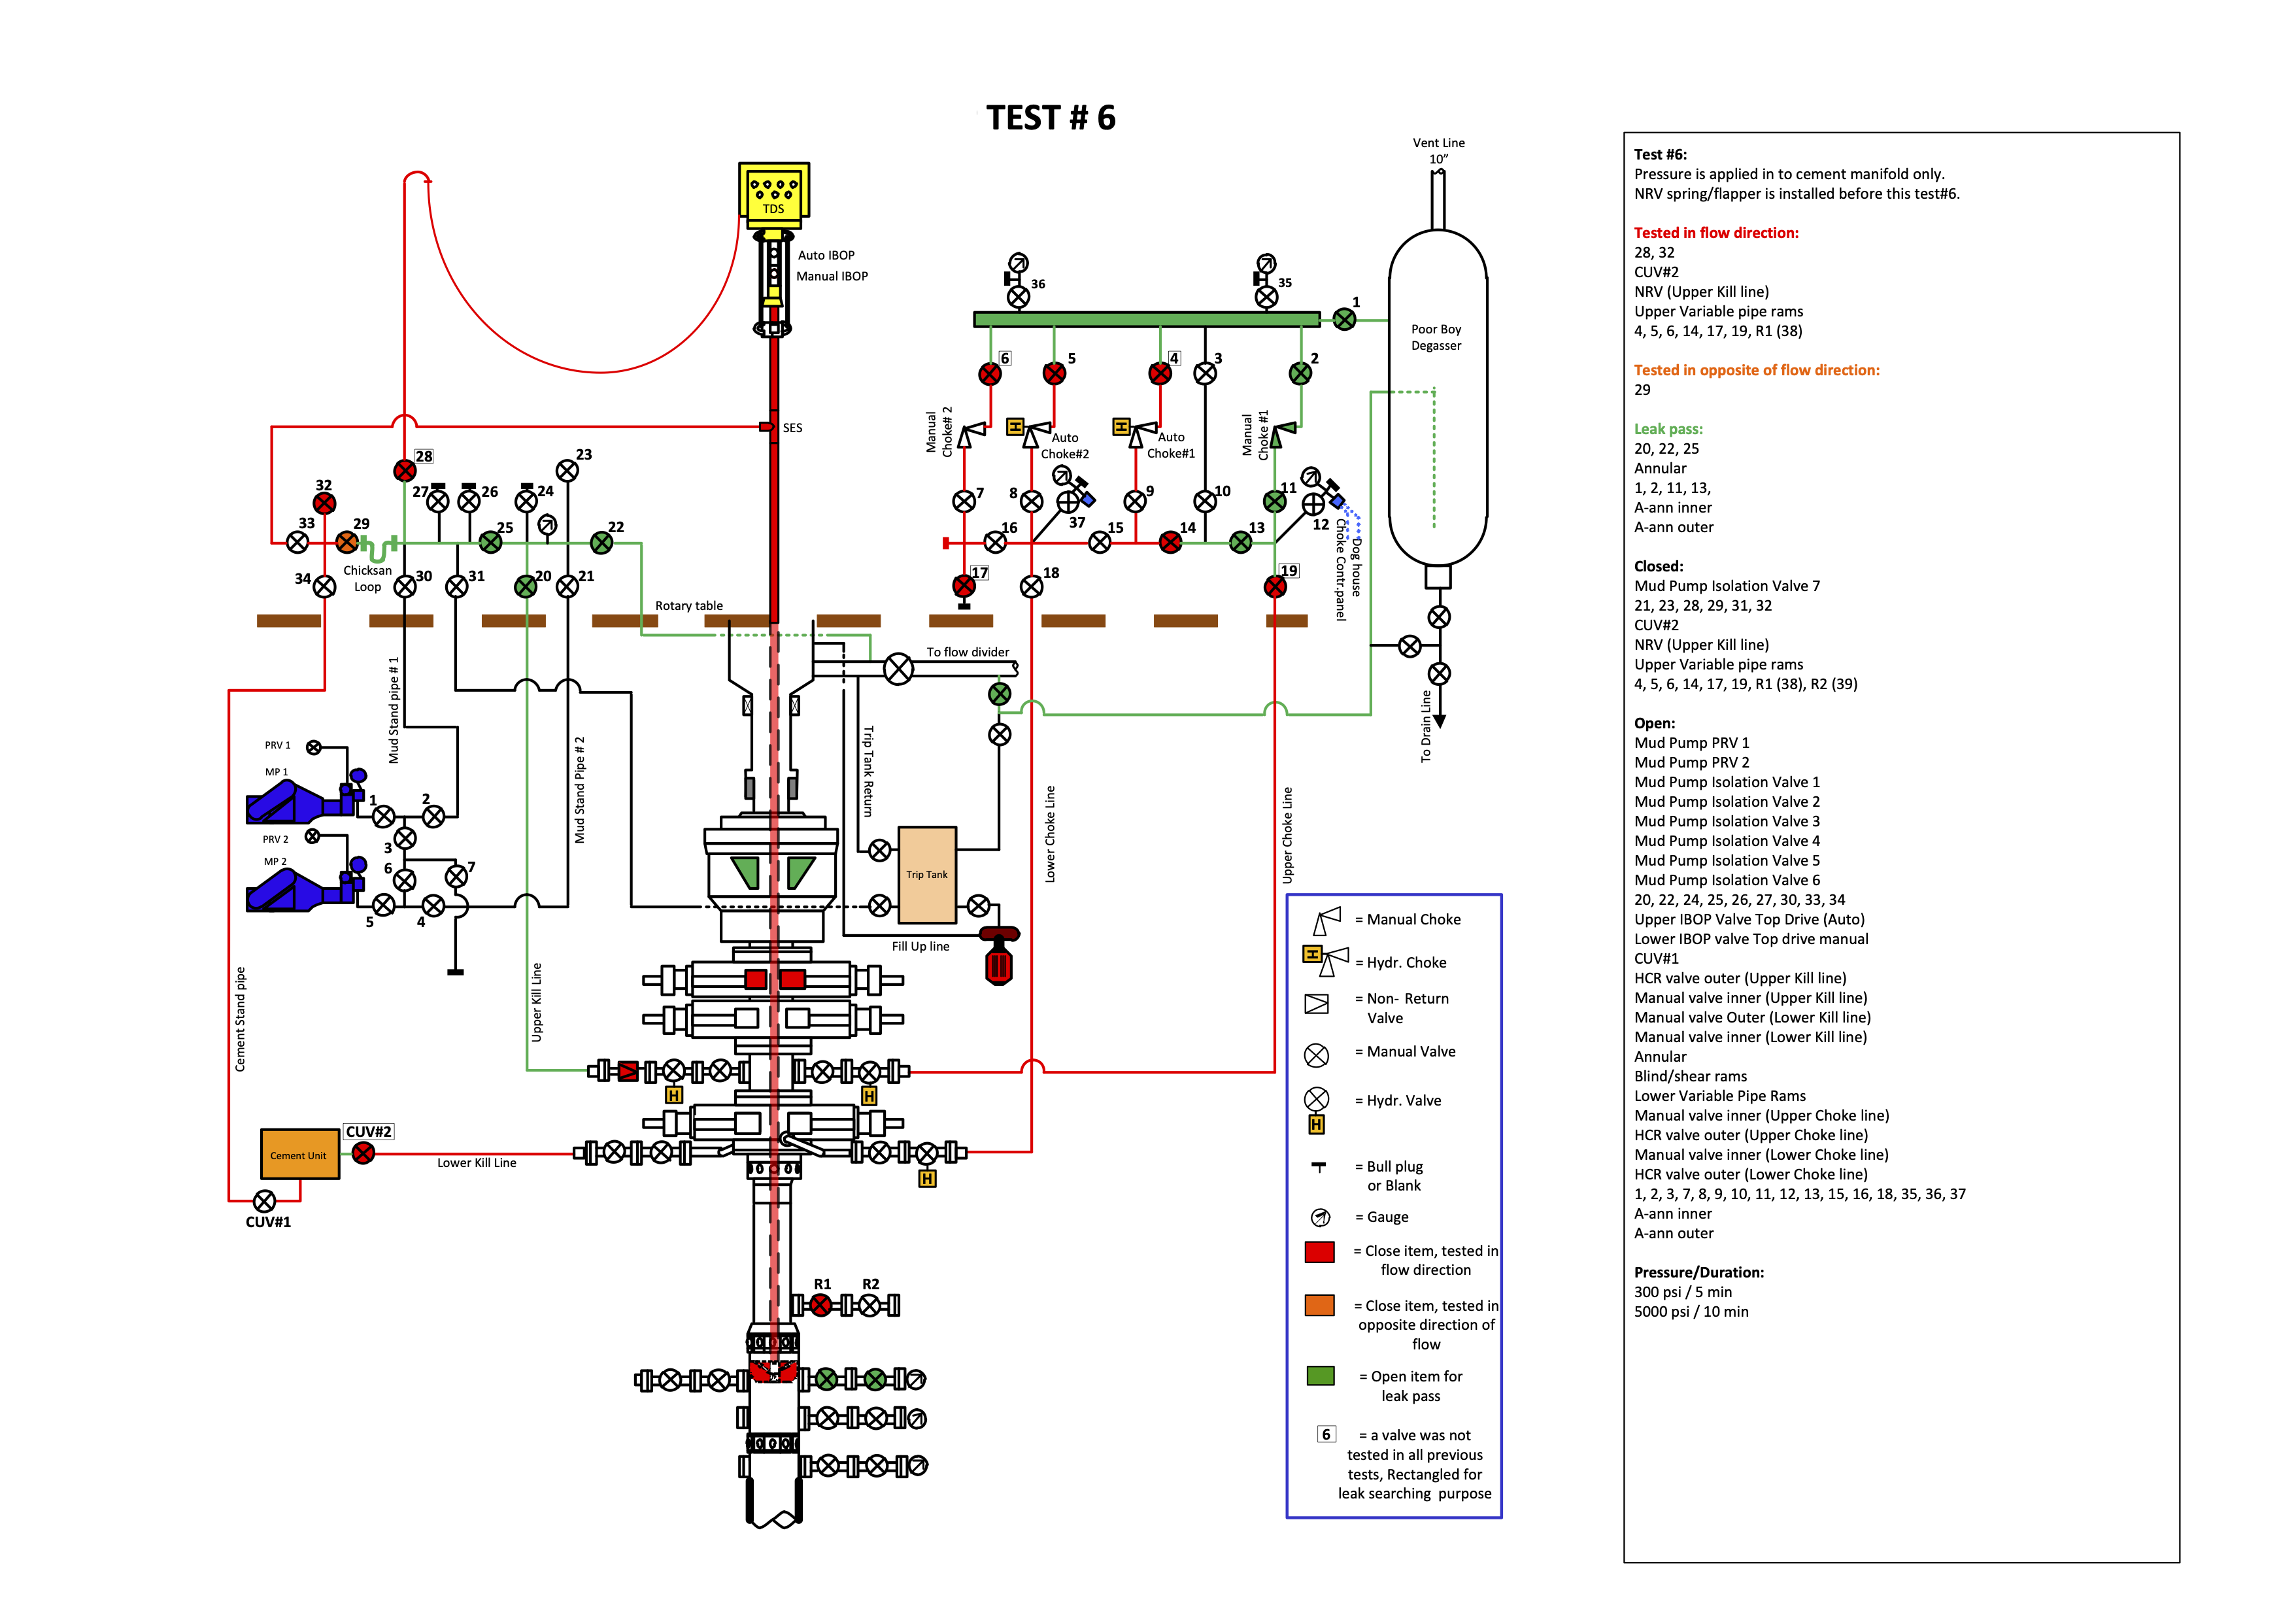 TEST # 6
Vent Line
10”
TDS
Auto IBOP
Manual IBOP
SES
36
35
1
Poor Boy
Degasser
6
5
4
3
2
Manual
Choke# 2
H
Auto
Choke#2
H
Auto
Choke#1
Manual
Choke #1
28
23
27
26
24
32
33
29
25
22
7
8
37
9
10
11
12
16
15
14
13
Choke Contr.panel
Dog house
Chicksan
Loop
34
30
31
20
21
17
18
19
Rotary table
To flow divider
Mud Stand pipe # 1
Mud Stand Pipe # 2
Trip Tank Return
To Drain Line
PRV 1
MP 1
1
2
PRV 2
3
MP 2
6
7
5
4
Trip Tank
Fill Up line
Lower Choke Line
Upper Choke Line
Cement Stand pipe
Upper Kill Line
H
H
CUV#2
Cement Unit
Lower Kill Line
H
CUV#1
R1
R2
= Manual Choke
H
= Hydr. Choke
= Non- Return
Valve
= Manual Valve
= Hydr. Valve
H
= Bull plug
or Blank
= Gauge
= Close item, tested in
flow direction
= Close item, tested in
opposite direction of
flow
= Open item for
leak pass
6
= a valve was not
tested in all previous
tests, Rectangled for
leak searching purpose
Test #6:
Pressure is applied in to cement manifold only.
NRV spring/flapper is installed before this test#6.
Tested in flow direction:
28, 32
CUV#2
NRV (Upper Kill line)
Upper Variable pipe rams
4, 5, 6, 14, 17, 19, R1 (38)
Tested in opposite of flow direction:
29
Leak pass:
20, 22, 25
Annular
1, 2, 11, 13,
A-ann inner
A-ann outer
Closed:
Mud Pump Isolation Valve 7
21, 23, 28, 29, 31, 32
CUV#2
NRV (Upper Kill line)
Upper Variable pipe rams
4, 5, 6, 14, 17, 19, R1 (38), R2 (39)
Open:
Mud Pump PRV 1
Mud Pump PRV 2
Mud Pump Isolation Valve 1
Mud Pump Isolation Valve 2
Mud Pump Isolation Valve 3
Mud Pump Isolation Valve 4
Mud Pump Isolation Valve 5
Mud Pump Isolation Valve 6
20, 22, 24, 25, 26, 27, 30, 33, 34
Upper IBOP Valve Top Drive (Auto)
Lower IBOP valve Top drive manual
CUV#1
HCR valve outer (Upper Kill line)
Manual valve inner (Upper Kill line)
Manual valve Outer (Lower Kill line)
Manual valve inner (Lower Kill line)
Annular
Blind/shear rams
Lower Variable Pipe Rams
Manual valve inner (Upper Choke line)
HCR valve outer (Upper Choke line)
Manual valve inner (Lower Choke line)
HCR valve outer (Lower Choke line)
1, 2, 3, 7, 8, 9, 10, 11, 12, 13, 15, 16, 18, 35, 36, 37
A-ann inner
A-ann outer
Pressure/Duration:
300 psi / 5 min
5000 psi / 10 min